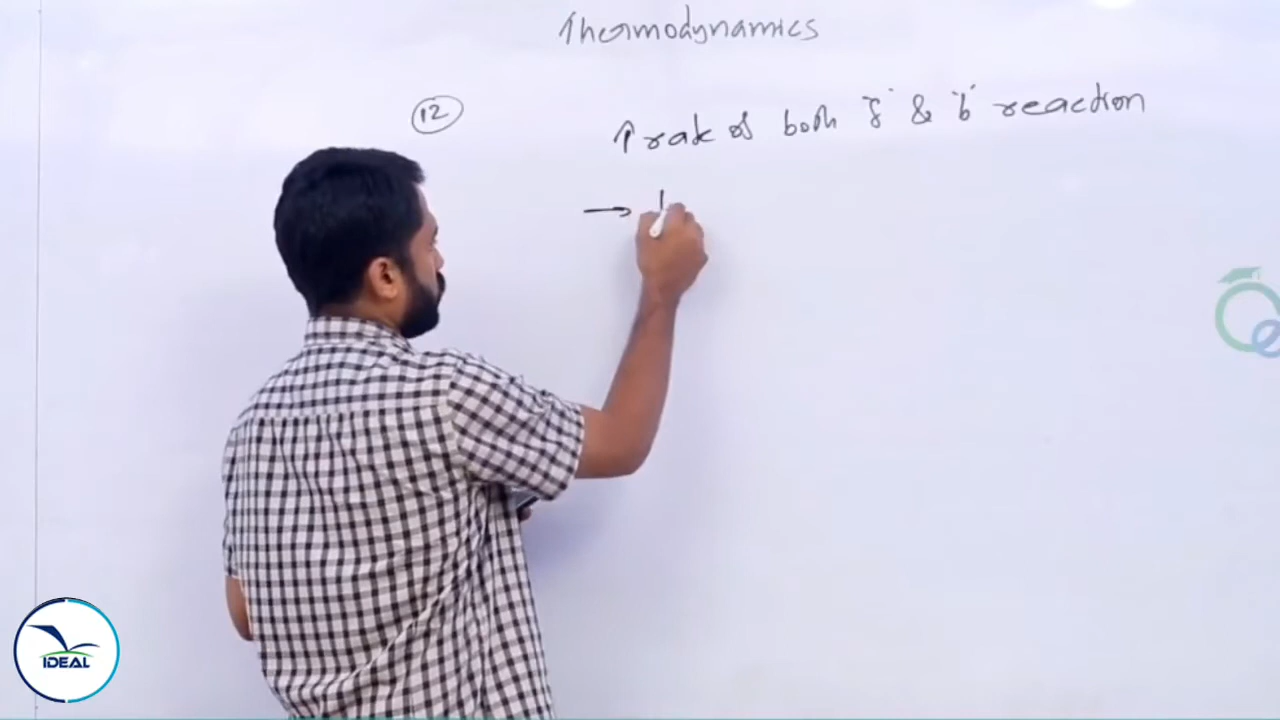 Thermodynamics
12
↑ rate of both 'f' & 'b' reaction
→
IDEAL